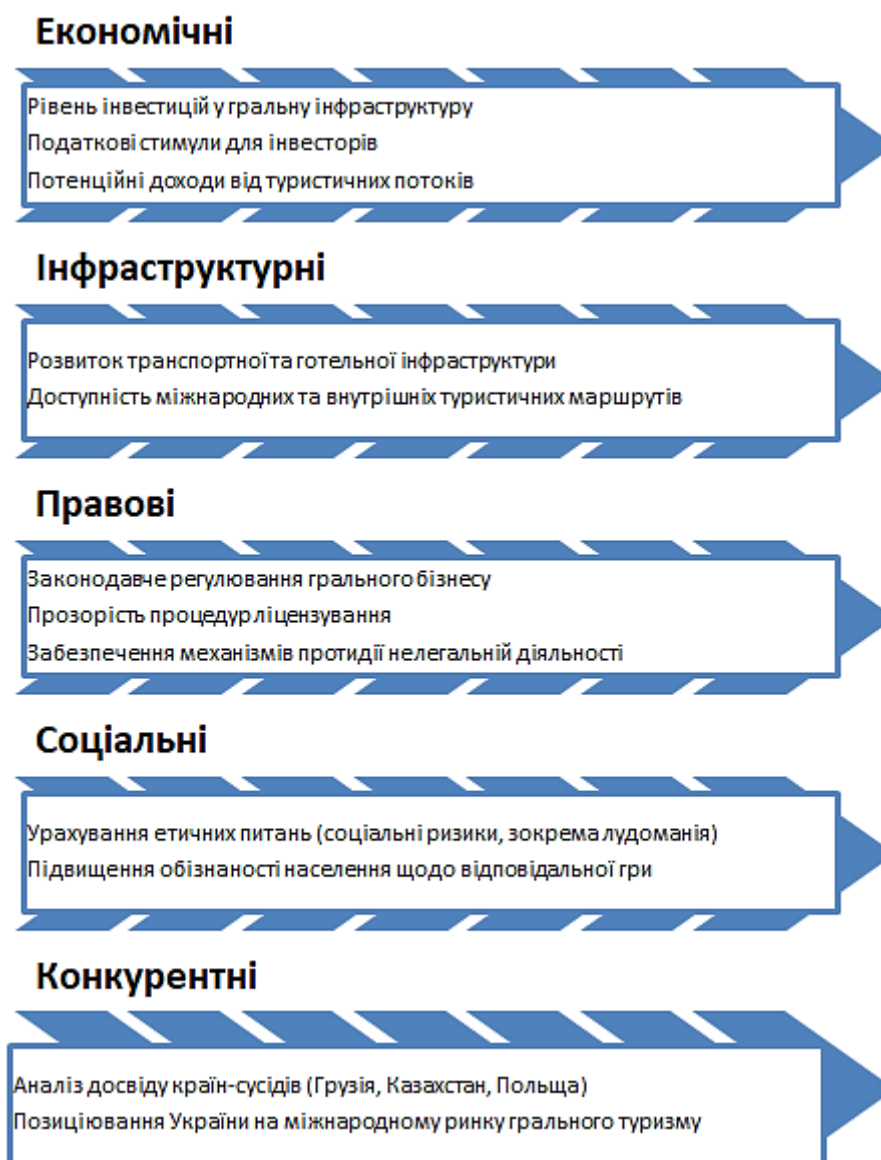 Економічні
Рівень інвестицій у гральну інфраструктуру
Податкові стимули для інвесторів
Потенційні доходи від туристичних потоків
Інфраструктурні
Розвиток транспортної та готельної інфраструктури
Доступність міжнародних та внутрішніх туристичних маршрутів
Правові
Законодавче регулювання грального бізнесу
Прозорість процедур ліцензування
Забезпечення механізмів протидії нелегальній діяльності
Соціальні
Урахування етичних питань (соціальні ризики, зокрема лудоманія)
Підвищення обізнаності населення щодо відповідальної гри
Конкурентні
Аналіз досвіду країн-сусідів (Грузія, Казахстан, Польща)
Позиціювання України на міжнародному ринку грального туризму